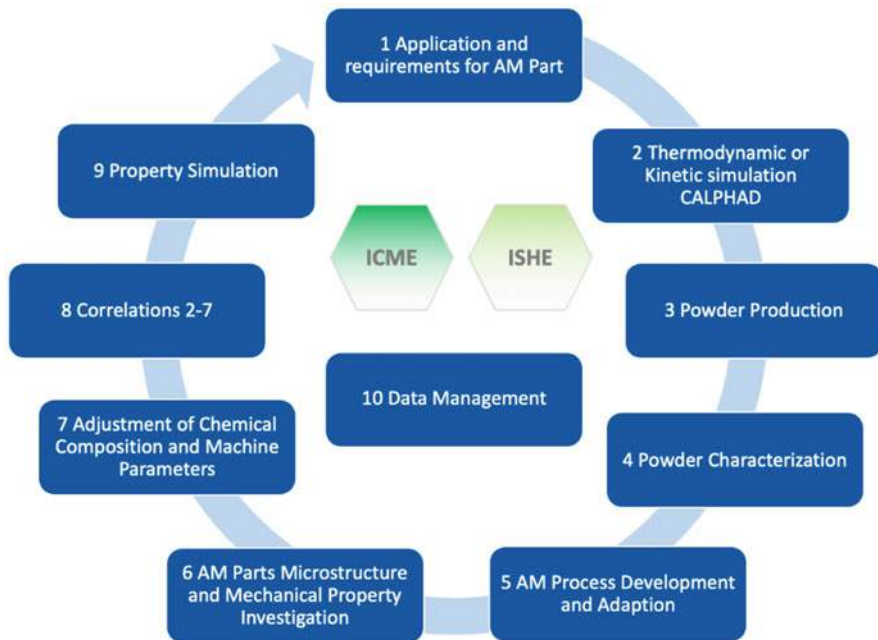 1 Application and
requirements for AM Part
2 Thermodynamic or
Kinetic simulation
CALPHAD
3 Powder Production
4 Powder Characterization
5 AM Process Development
and Adaption
6 AM Parts Microstructure
and Mechanical Property
Investigation
7 Adjustment of Chemical
Composition and Machine
Parameters
8 Correlations 2-7
9 Property Simulation
ICME
ISHE
10 Data Management